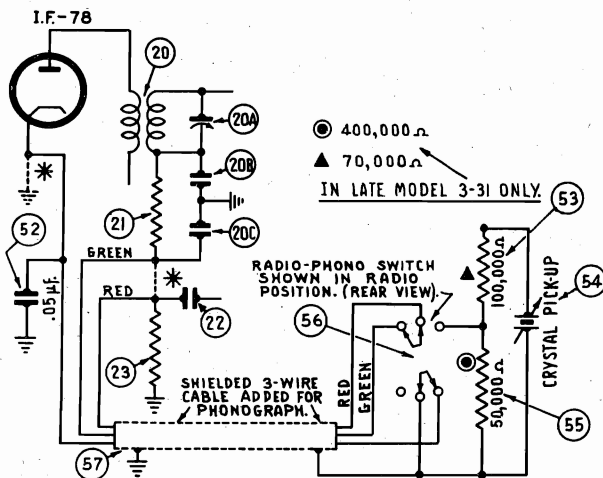 I.F.-78
20
20A
20B
20C
21
GREEN
RED
22
23
52
.05 µF.
400,000Ω
70,000Ω
IN LATE MODEL 3-31 ONLY.
53
100,000Ω
54
CRYSTAL PICK-UP
50,000Ω
55
RADIO-PHONO SWITCH
SHOWN IN RADIO
POSITION. (REAR VIEW).
56
RED
GREEN
SHIELDED 3-WIRE
CABLE ADDED FOR
PHONOGRAPH.
57